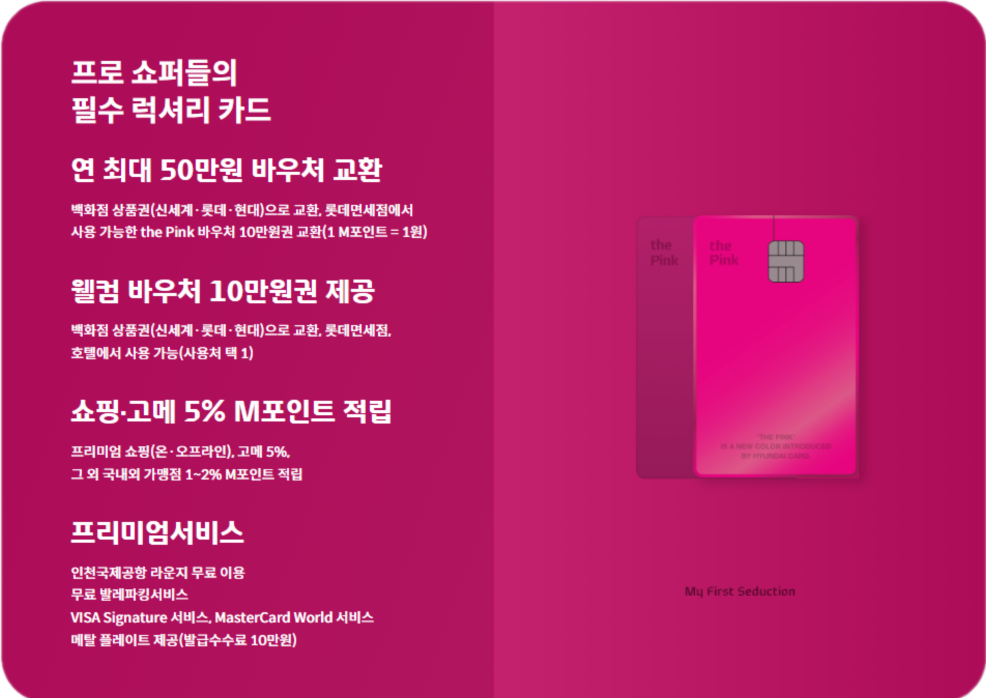 프로 쇼퍼들의
필수 럭셔리 카드
연 최대 50만원 바우처 교환
백화점 상품권(신세계·롯데·현대)으로 교환, 롯데면세점에서
사용 가능한 the Pink 바우처 10만원권 교환(1 M포인트 = 1원)
웰컴 바우처 10만원권 제공
백화점 상품권(신세계·롯데·현대)으로 교환, 롯데면세점,
호텔에서 사용 가능(사용처 택 1)
쇼핑·고메 5% M포인트 적립
프리미엄 쇼핑(온·오프라인), 고메 5%,
그 외 국내외 가맹점 1~2% M포인트 적립
프리미엄서비스
인천국제공항 라운지 무료 이용
무료 발레파킹서비스
VISA Signature 서비스, MasterCard World 서비스
메탈 플레이트 제공(발급수수료 10만원)
the
Pink
the
Pink
"THE PINK"
IS A NEW COLOR INTRODUCED
BY HYUNDAI CARD.
My First Seduction